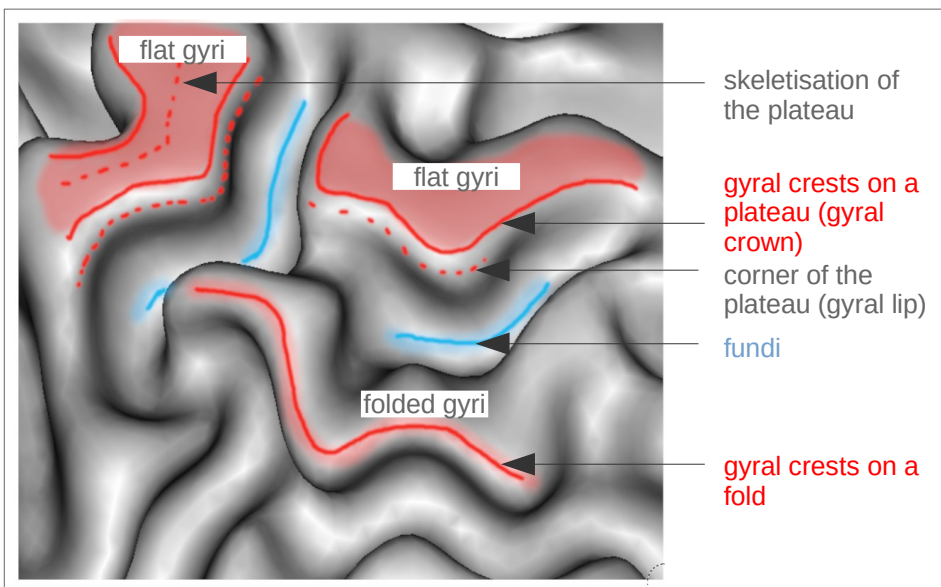 flat gyri
skeletisation of
the plateau
flat gyri
gyral crests on a
plateau (gyral
crown)
corner of the
plateau (gyral lip)
fundi
folded gyri
gyral crests on a
fold